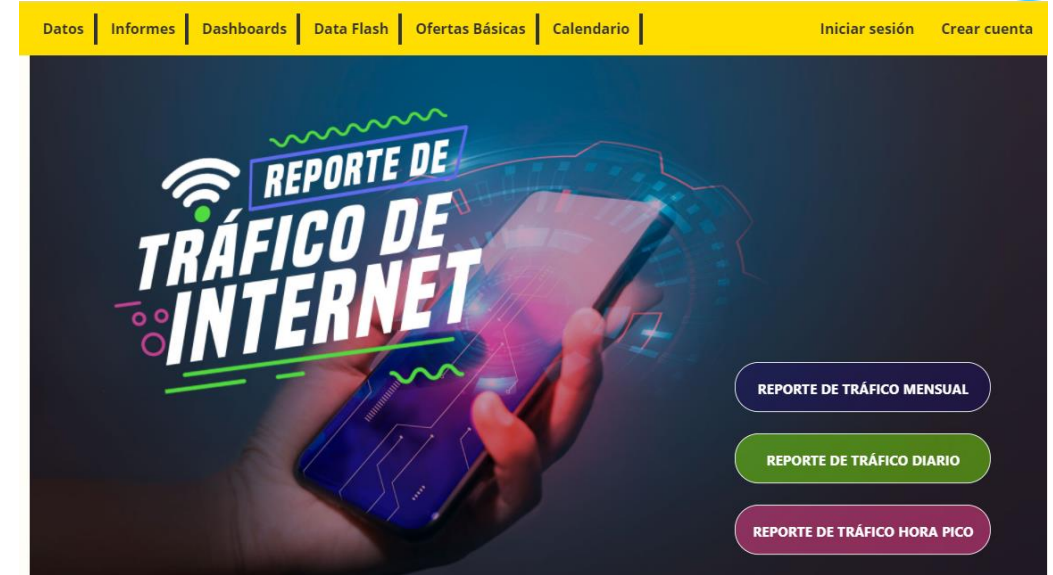 Datos Informes Dashboards Data Flash Ofertas Básicas Calendario Iniciar sesión Crear cuenta
REPORTE DE
TRÁFICO DE
INTERNET
REPORTE DE TRÁFICO MENSUAL
REPORTE DE TRÁFICO DIARIO
REPORTE DE TRÁFICO HORA PICO